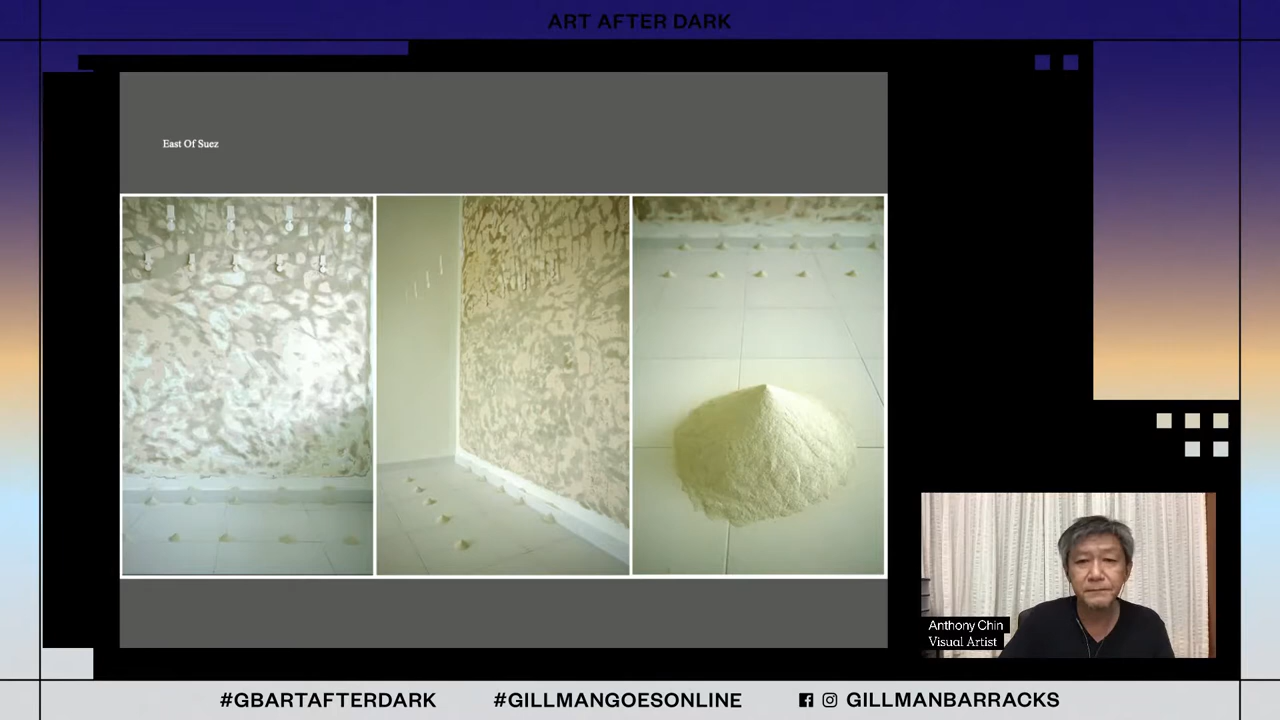 ART AFTER DARK
East Of Suez
Anthony Chin
Visual Artist
#GBARTAFTERDARK #GILLMANGOESONLINE GILLMANBARRACKS